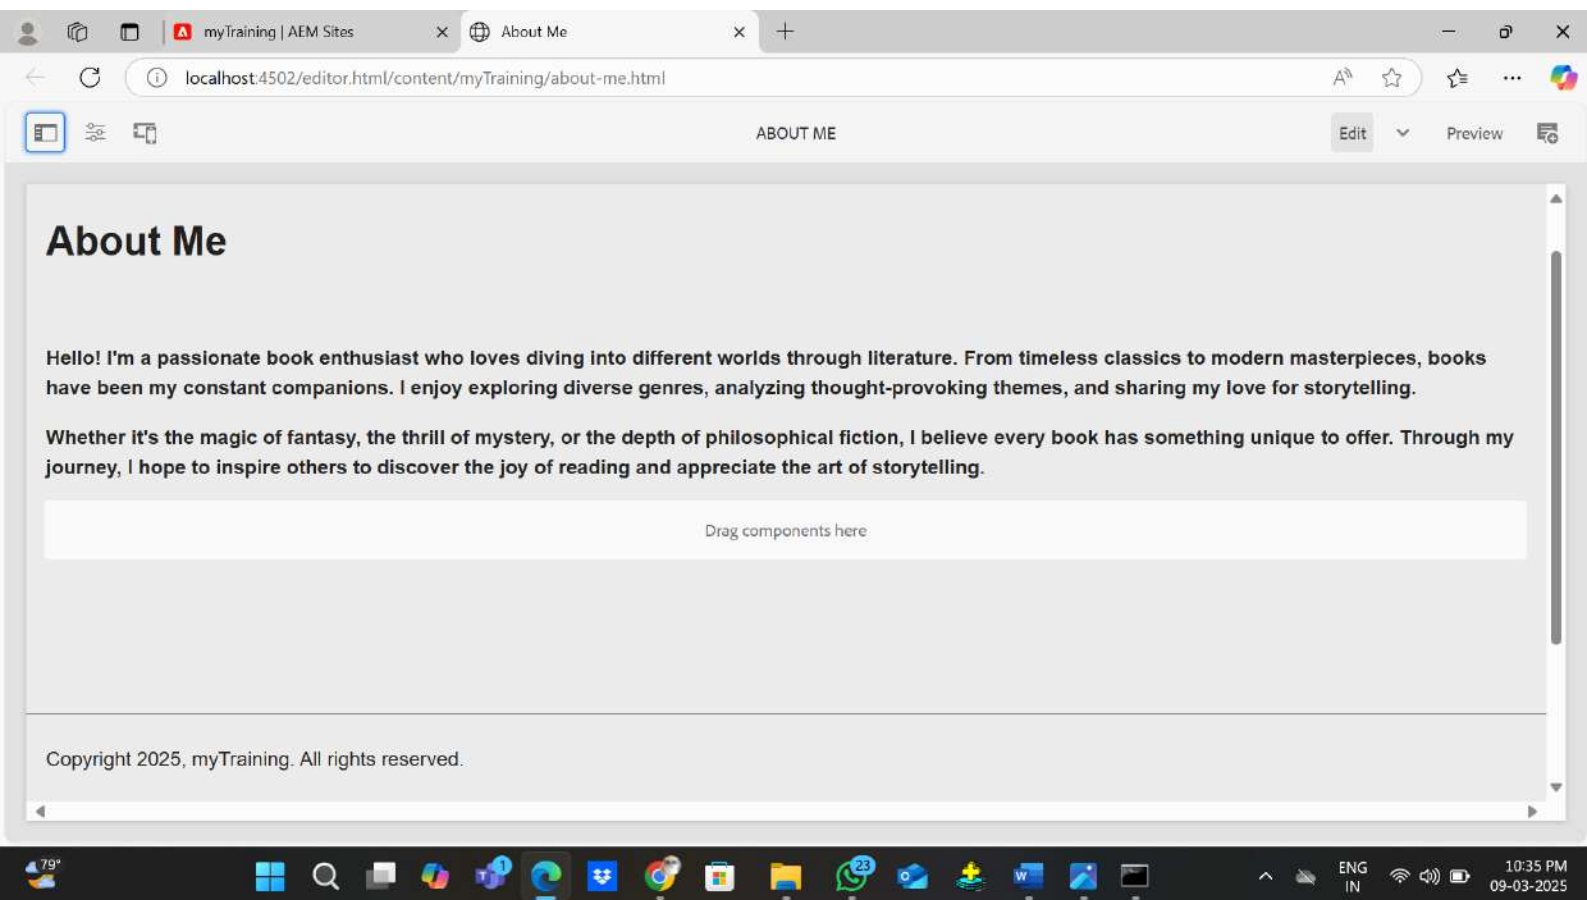 myTraining | AEM Sites
About Me
localhost:4502/editor.html/content/myTraining/about-me.html
ABOUT ME
Edit
Preview
About Me
Hello! I'm a passionate book enthusiast who loves diving into different worlds through literature. From timeless classics to modern masterpieces, books
have been my constant companions. I enjoy exploring diverse genres, analyzing thought-provoking themes, and sharing my love for storytelling.
Whether it's the magic of fantasy, the thrill of mystery, or the depth of philosophical fiction, I believe every book has something unique to offer. Through my
journey, I hope to inspire others to discover the joy of reading and appreciate the art of storytelling.
Drag components here
Copyright 2025, myTraining. All rights reserved.
79°
1
23
ENG
IN
10:35 PM
09-03-2025